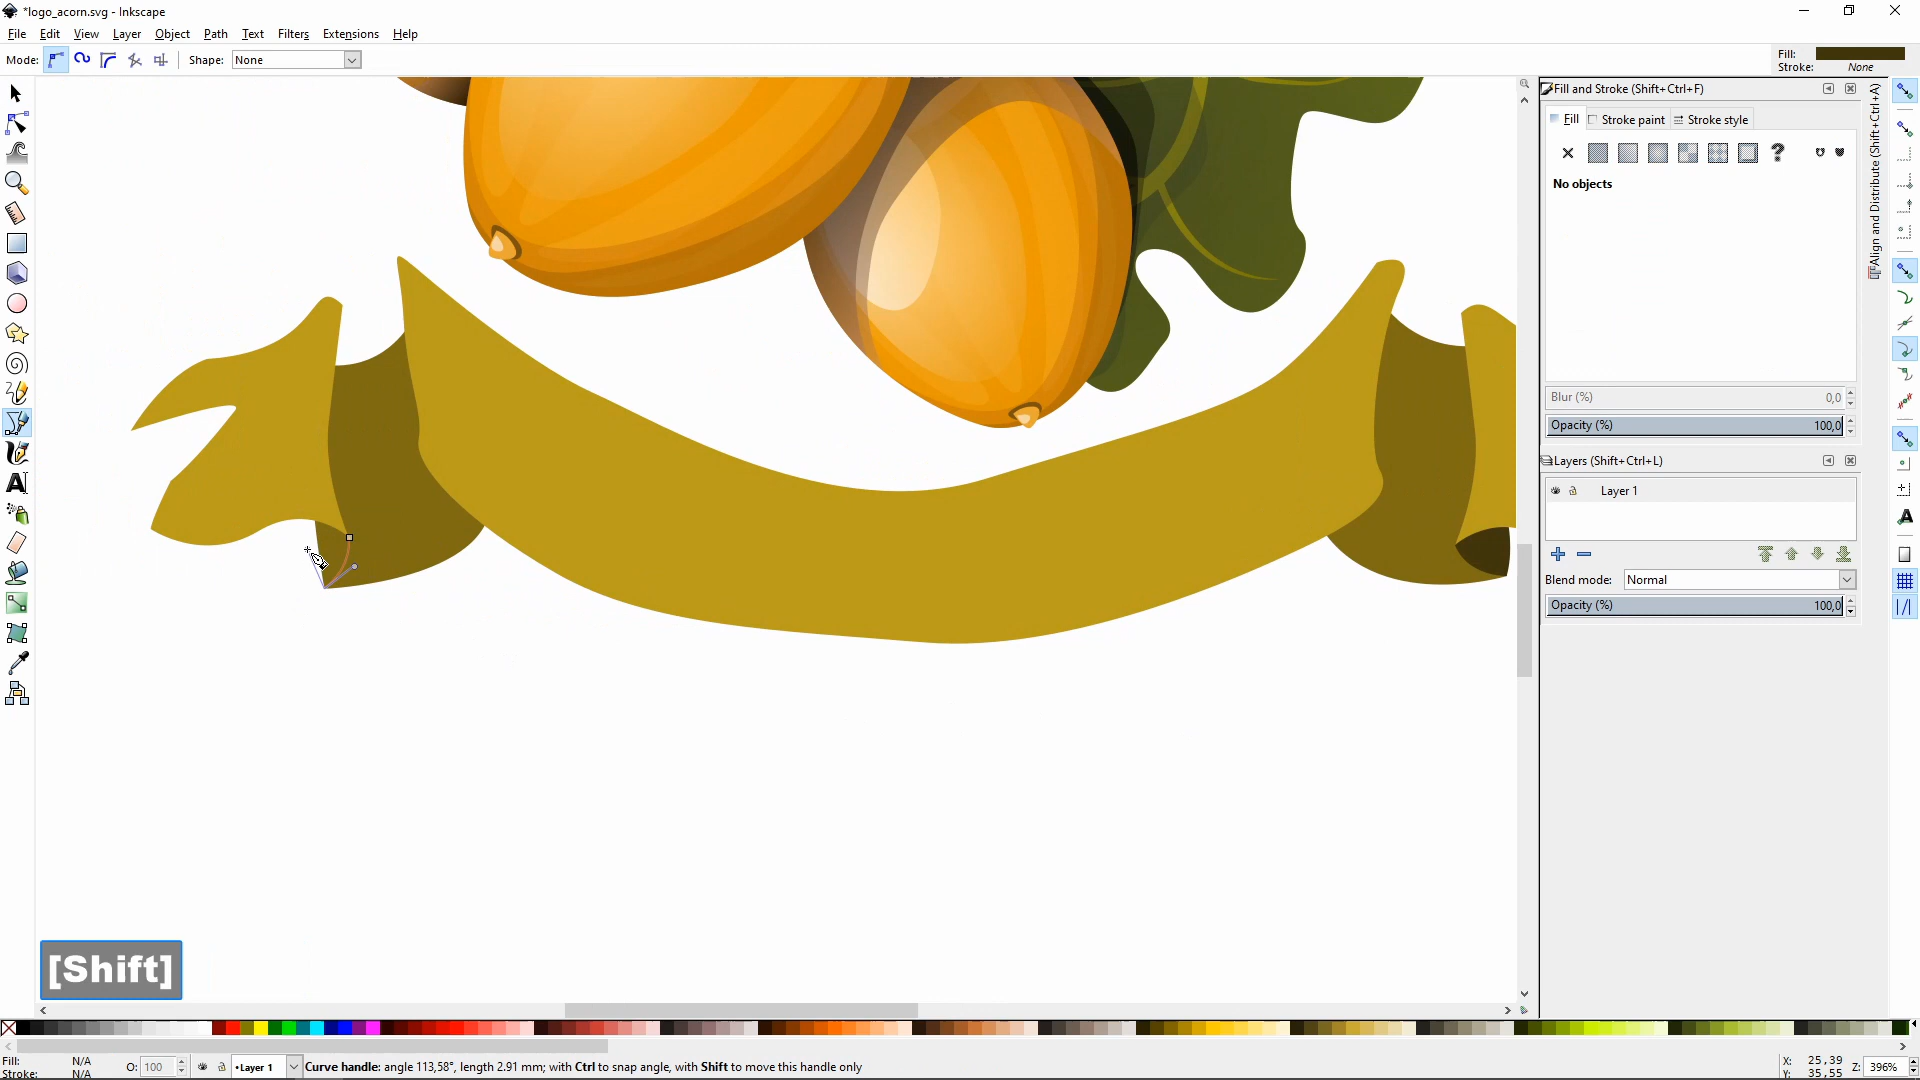 *logo_acorn.svg - Inkscape
File Edit View Layer Object Path Text Filters Extensions Help
Mode: Shape: None
Fill:
Stroke: None
Fill and Stroke (Shift+Ctrl+F)
Fill Stroke paint Stroke style
No objects
Blur (%) 0,0
Opacity (%) 100,0
Layers (Shift+Ctrl+L)
Layer 1
Blend mode: Normal
Opacity (%) 100,0
Align and Distribute (Shift+Ctrl+A)
[Shift]
Fill: N/A
Stroke: N/A
O: 100
•Layer 1
Curve handle: angle 113,58°, length 2.91 mm; with Ctrl to snap angle, with Shift to move this handle only
X: 25,39
Y: 35,55
Z: 396%